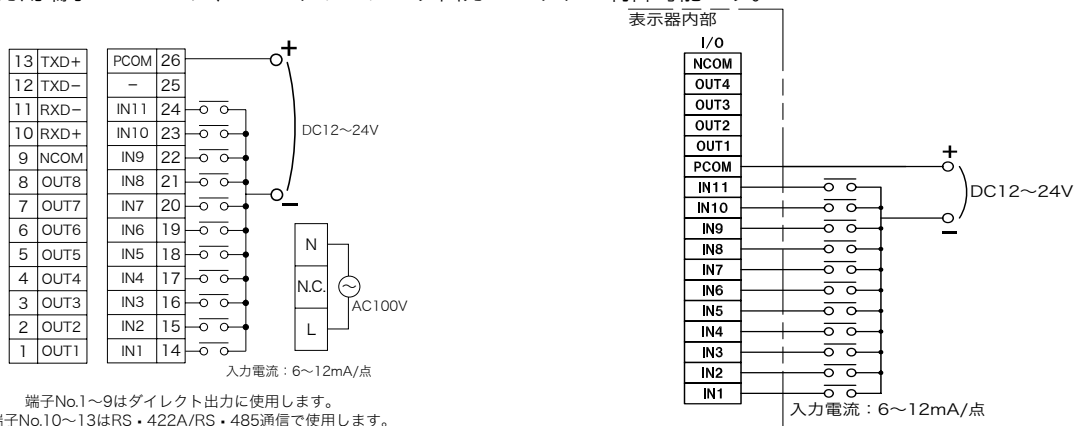 表示器内部
13 TXD+ PCOM 26
12 TXD− − 25
11 RXD− IN11 24
10 RXD+ IN10 23
9 NCOM IN9 22
8 OUT8 IN8 21
7 OUT7 IN7 20
6 OUT6 IN6 19
5 OUT5 IN5 18
4 OUT4 IN4 17
3 OUT3 IN3 16
2 OUT2 IN2 15
1 OUT1 IN1 14
+
DC12〜24V
−
N
N.C.
L
AC100V
入力電流：6〜12mA/点
端子No.1〜9はダイレクト出力に使用します。
端子No.10〜13はRS・422A/RS・485通信で使用します。
I/O
NCOM
OUT4
OUT3
OUT2
OUT1
PCOM
IN11
IN10
IN9
IN8
IN7
IN6
IN5
IN4
IN3
IN2
IN1
+
DC12〜24V
−
入力電流：6〜12mA/点